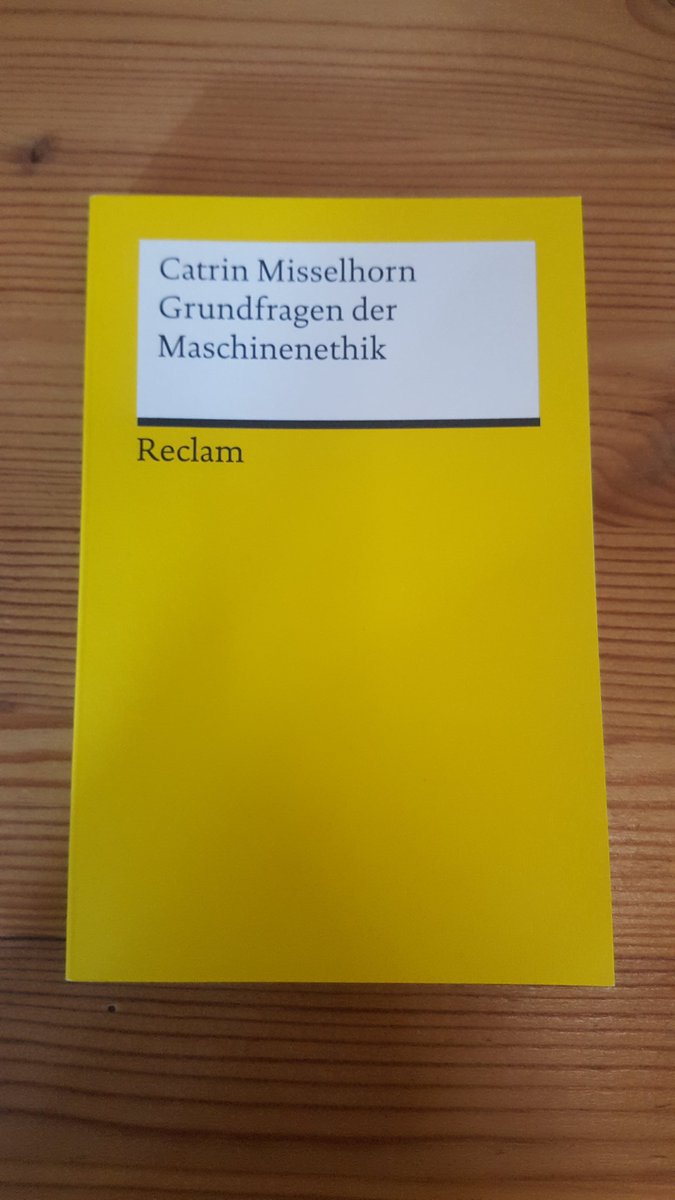 Catrin Misselhorn
Grundfragen der
Maschinenethik
Reclam